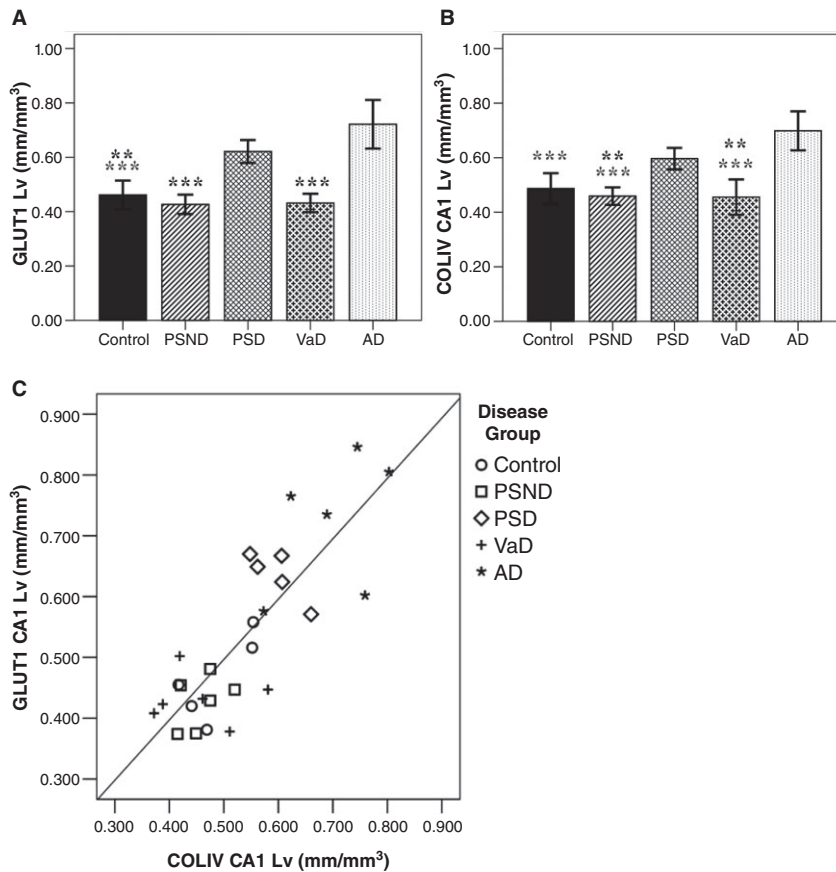 A
1.00
0.80
0.60
0.40
0.20
0.00
GLUT1 Lv (mm/mm³)
**
***
***
***
Control PSND PSD VaD AD
B
1.00
0.80
0.60
0.40
0.20
0.00
COLIV CA1 Lv (mm/mm³)
***
**
***
**
***
Control PSND PSD VaD AD
C
0.900
0.800
0.700
0.600
0.500
0.400
0.300
GLUT1 CA1 Lv (mm/mm³)
0.300 0.400 0.500 0.600 0.700 0.800 0.900
COLIV CA1 Lv (mm/mm³)
Disease
Group
Control
PSND
PSD
VaD
AD